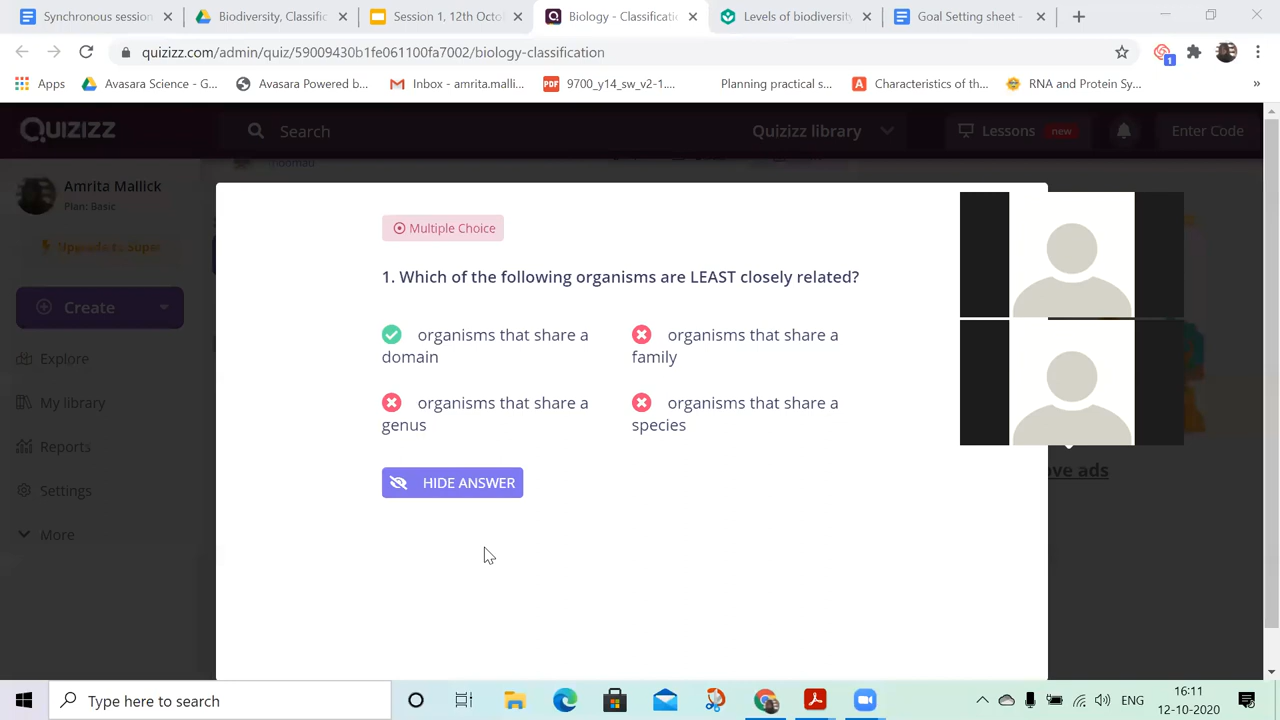 Synchronous session
Biodiversity, Classific
Session 1, 12th Octob
Biology - Classificatio
Levels of biodiversity
Goal Setting sheet -
quizizz.com/admin/quiz/59009430b1fe061100fa7002/biology-classification
1
Apps
Avasara Science - G...
Avasara Powered b...
Inbox - amrita.malli...
PDF
9700_y14_sw_v2-1....
Planning practical s...
A
Characteristics of th...
RNA and Protein Sy...
»
QUIZIZZ
Search
Quizizz library
Lessons new
Enter Code
Amrita Mallick
Plan: Basic
Create
Explore
My library
Reports
Settings
More
Multiple Choice
1. Which of the following organisms are LEAST closely related?
organisms that share a
domain
organisms that share a
family
organisms that share a
genus
organisms that share a
species
HIDE ANSWER
ove ads
Type here to search
ENG
16:11
12-10-2020